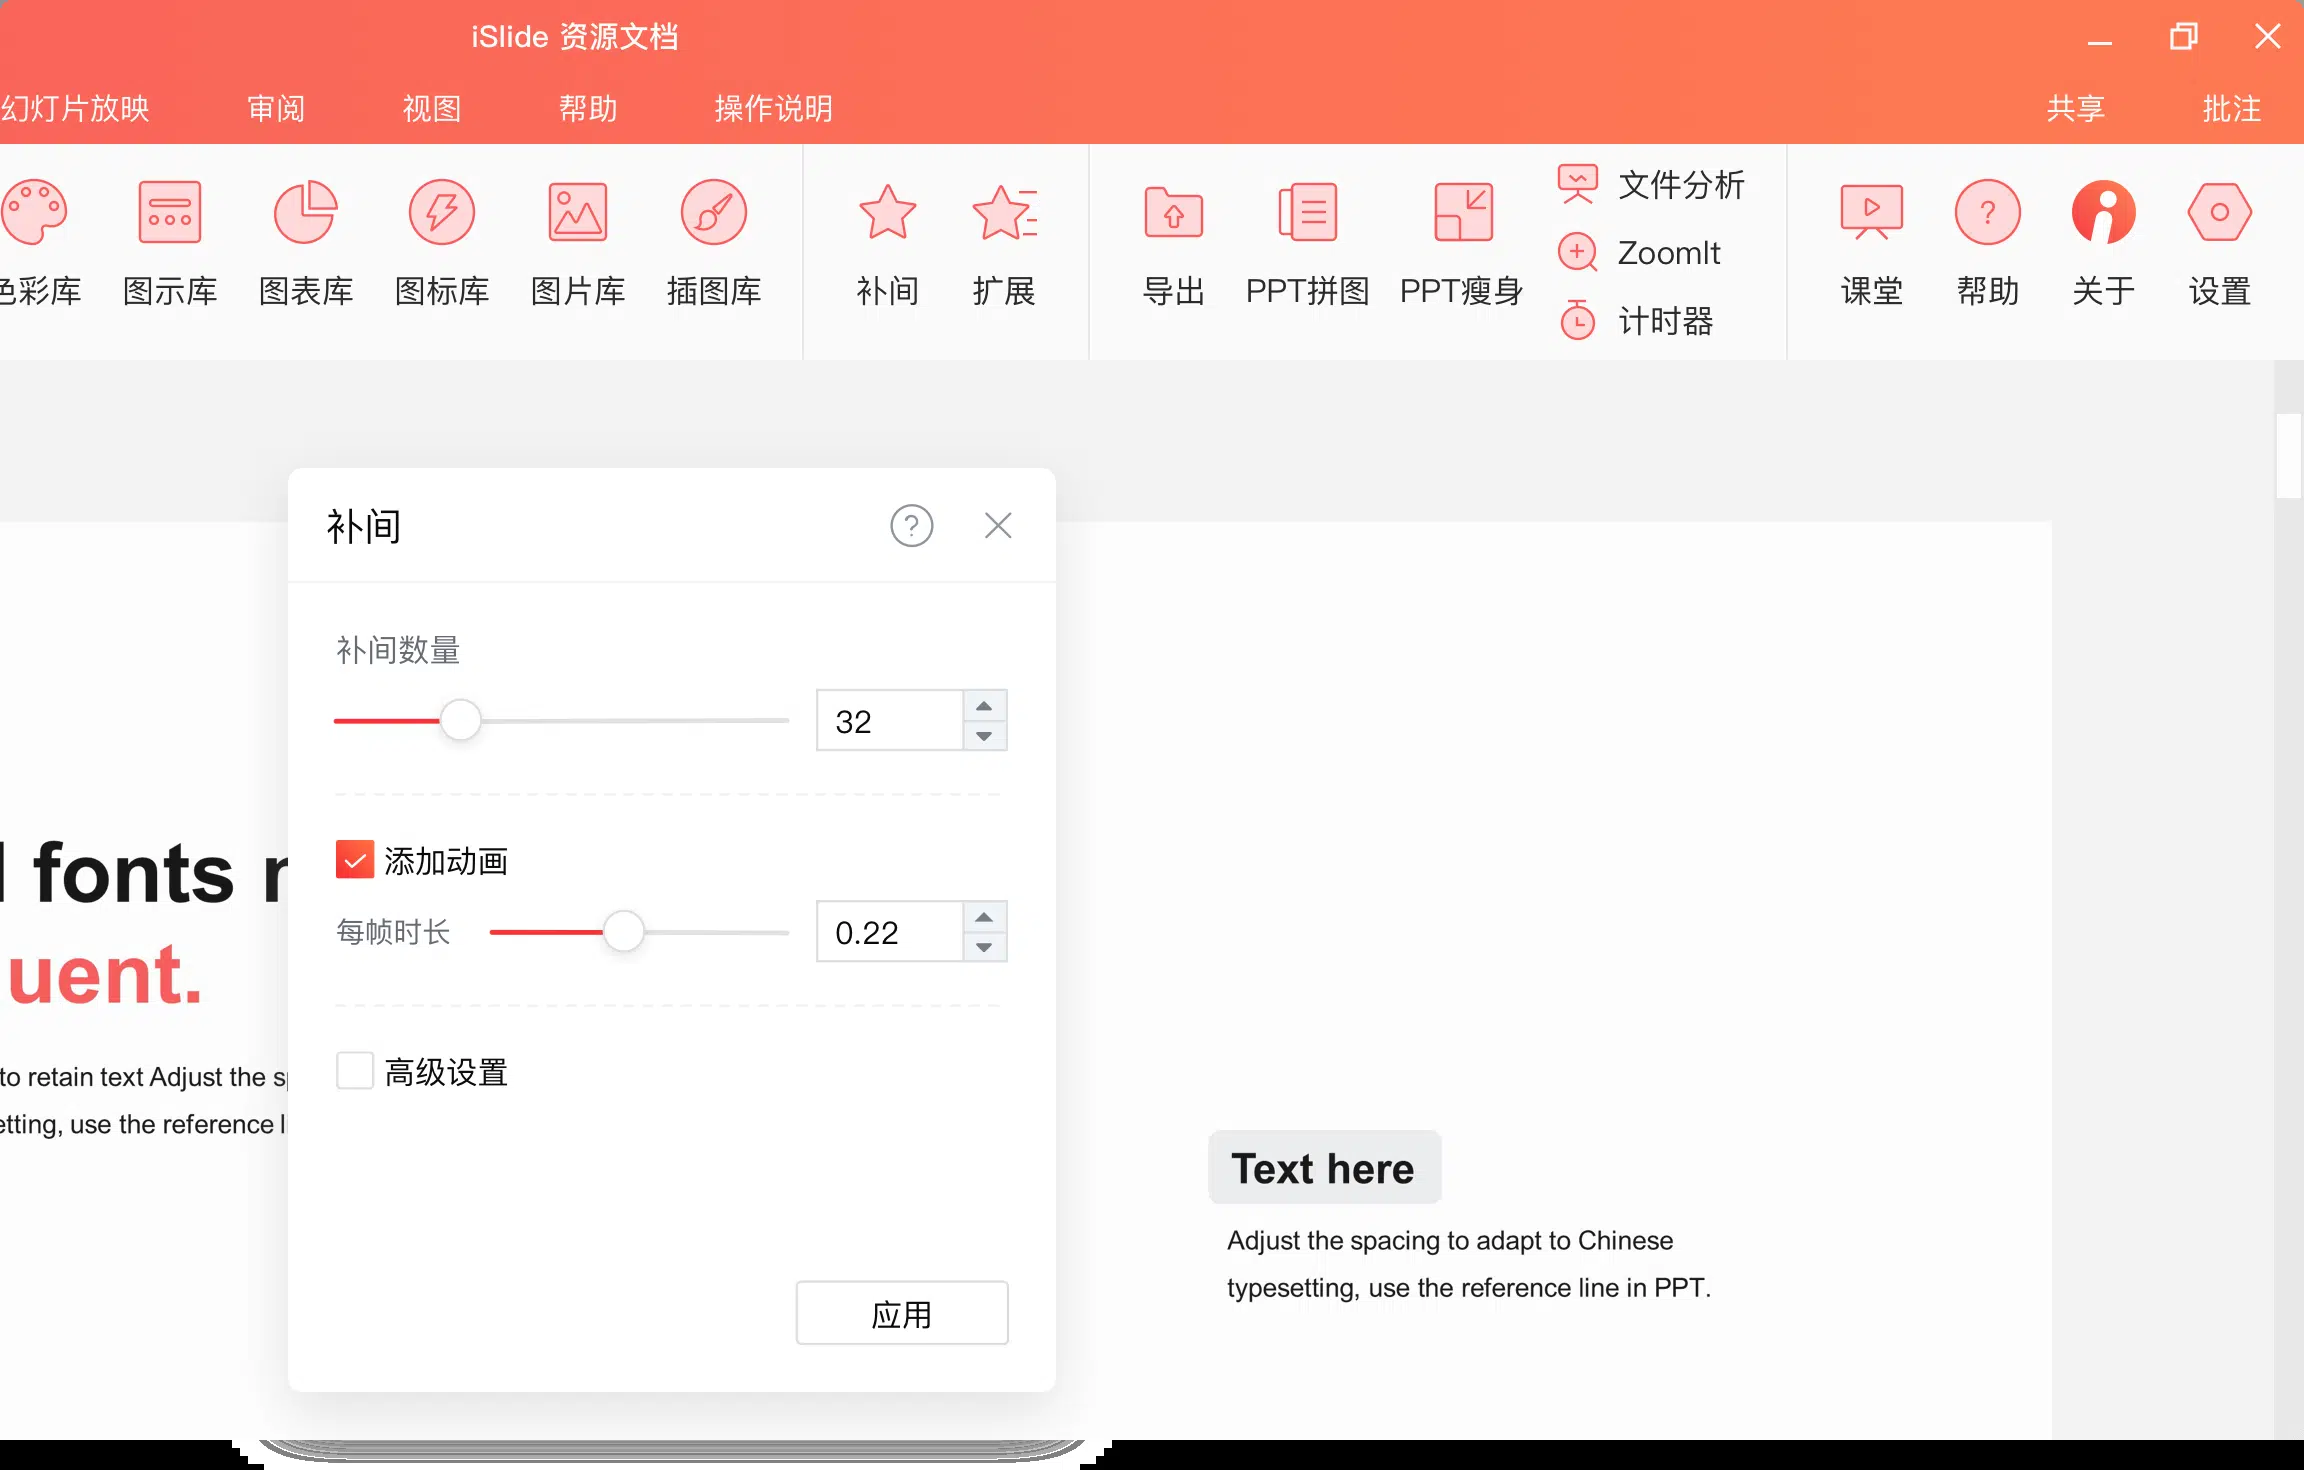 iSlide 资源文档
幻灯片放映 审阅 视图 帮助 操作说明 共享 批注
色彩库 图示库 图表库 图标库 图片库 插图库 补间 扩展 导出 PPT拼图 PPT瘦身 课堂 帮助 关于 设置
文件分析
ZoomIt
计时器
补间
补间数量
32
添加动画
每帧时长 0.22
高级设置
应用
fonts
uent.
to retain text Adjust the
etting, use the reference
Text here
Adjust the spacing to adapt to Chinese
typesetting, use the reference line in PPT.